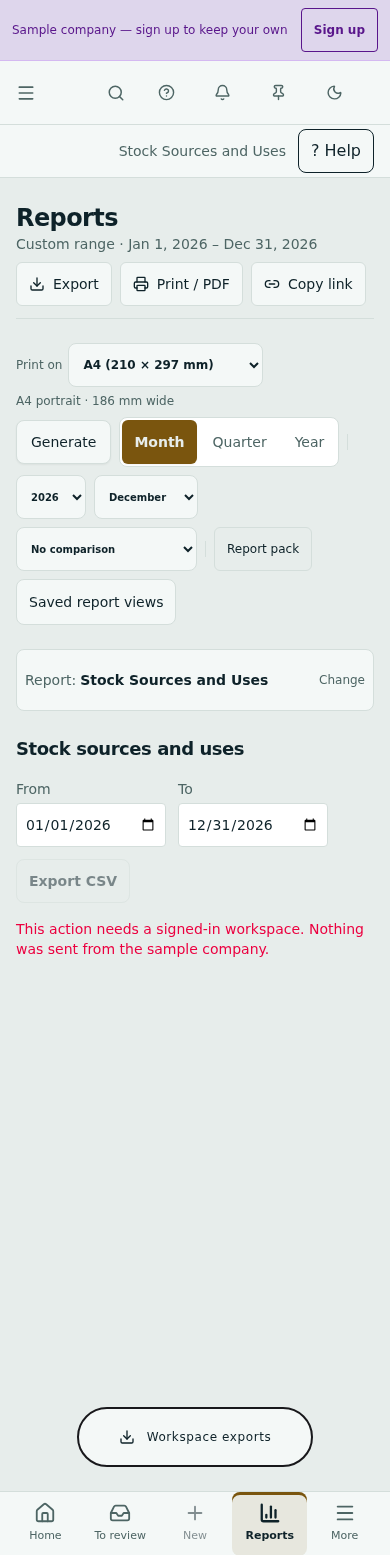 Sample company — sign up to keep your own
Sign up
Stock Sources and Uses
? Help
Reports
Custom range · Jan 1, 2026 – Dec 31, 2026
Export
Print / PDF
Copy link
Print on
A4 (210 × 297 mm)
A4 portrait · 186 mm wide
Generate
Month
Quarter
Year
2026
December
No comparison
Report pack
Saved report views
Report: Stock Sources and Uses
Change
Stock sources and uses
From
To
01/01/2026
12/31/2026
Export CSV
This action needs a signed-in workspace. Nothing
was sent from the sample company.
Workspace exports
Home
To review
New
Reports
More